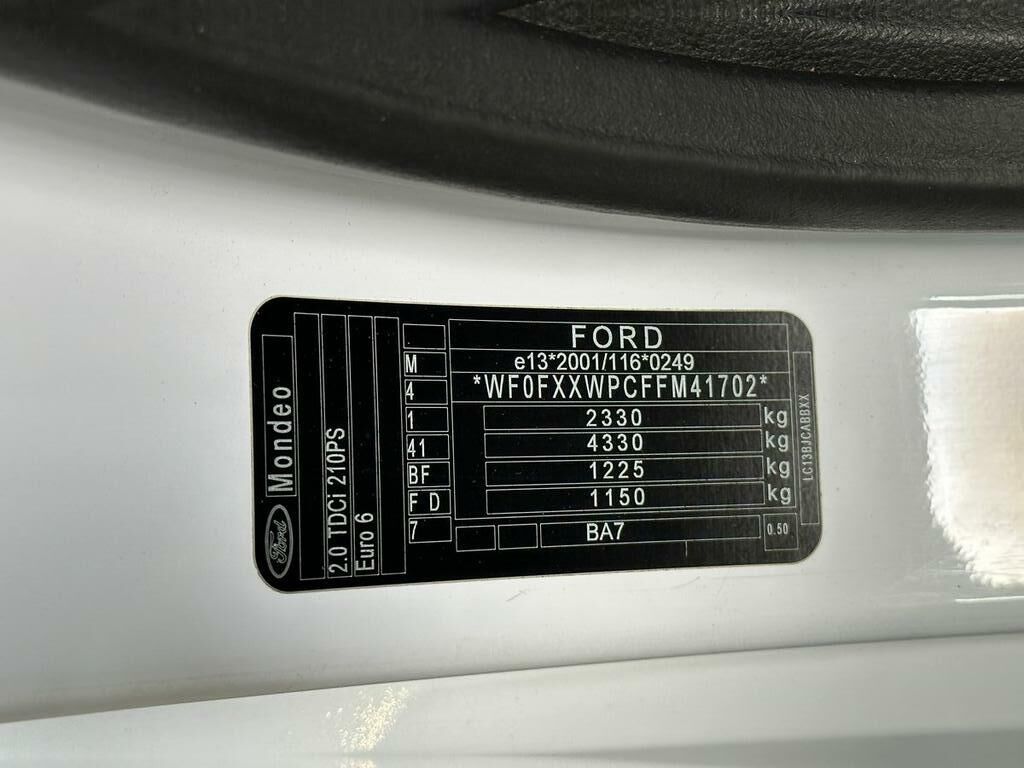 FORD
e13*2001/116*0249
*WF0FXXWPCFFM41702*
2330 kg
4330 kg
1225 kg
1150 kg
BA7
0.50
M
4
1
41
BF
F D
7
Ford
Mondeo
2.0 TDCi 210PS
Euro 6
LC13BJCABBXX